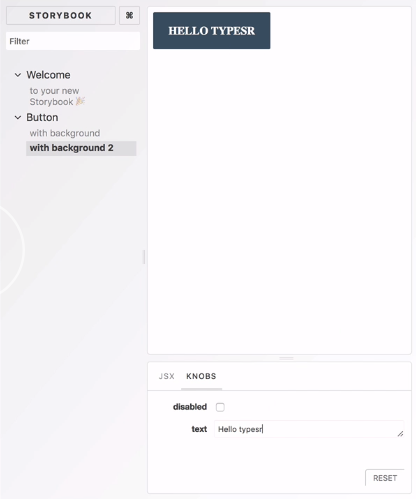 STORYBOOK
⌘
Filter
Welcome
to your new
Storybook 🎉
Button
with background
with background 2
HELLO TYPESR
JSX KNOBS
disabled
text Hello typesr
RESET